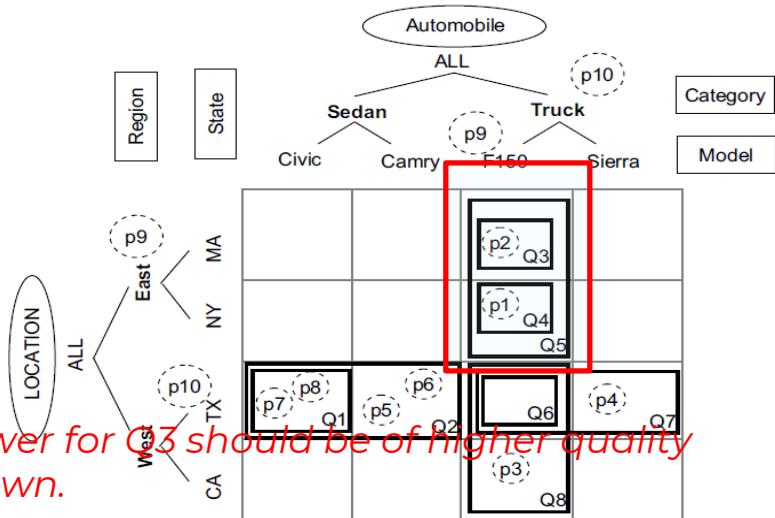 Automobile
ALL
p10
Category
Region
State
Sedan
Truck
p9
Civic
Camry
F150
Sierra
Model
p9
MA
p2
Q3
East
LOCATION
ALL
NY
p1
Q4
Q5
p10
TX
p7
p8
Q1
p5
p6
Q2
Q6
p4
Q7
West
wer for Q3 should be of higher quality
wn.
CA
p3
Q8